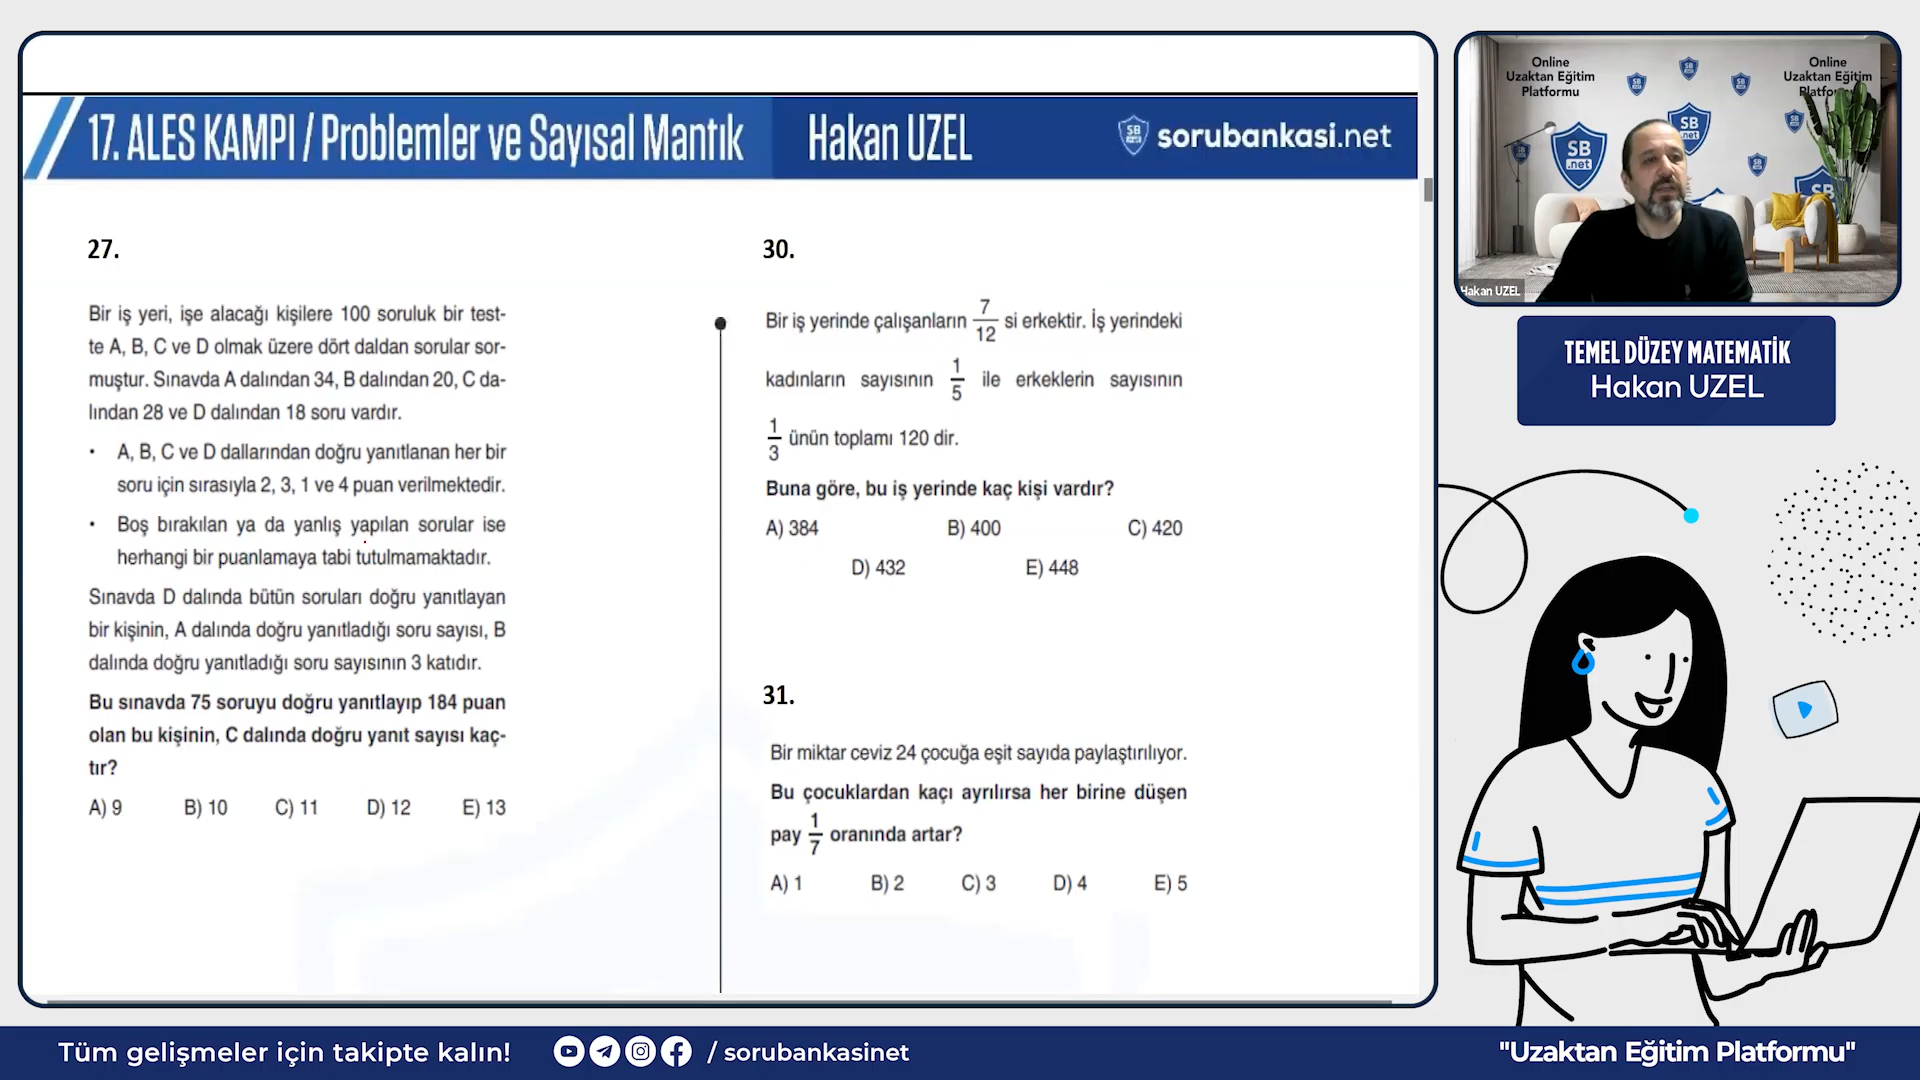 17. ALES KAMPI / Problemler ve Sayısal Mantık
Hakan UZEL
SB
.net
sorubankasi.net
27.
Bir iş yeri, işe alacağı kişilere 100 soruluk bir test-
te A, B, C ve D olmak üzere dört daldan sorular sor-
muştur. Sınavda A dalından 34, B dalından 20, C da-
lından 28 ve D dalından 18 soru vardır.
• A, B, C ve D dallarından doğru yanıtlanan her bir
soru için sırasıyla 2, 3, 1 ve 4 puan verilmektedir.
• Boş bırakılan ya da yanlış yapılan sorular ise
herhangi bir puanlamaya tabi tutulmamaktadır.
Sınavda D dalında bütün soruları doğru yanıtlayan
bir kişinin, A dalında doğru yanıtladığı soru sayısı, B
dalında doğru yanıtladığı soru sayısının 3 katıdır.
Bu sınavda 75 soruyu doğru yanıtlayıp 184 puan
olan bu kişinin, C dalında doğru yanıt sayısı kaç-
tır?
A) 9 B) 10 C) 11 D) 12 E) 13
30.
Bir iş yerinde çalışanların 7/12 si erkektir. İş yerindeki
kadınların sayısının 1/5 ile erkeklerin sayısının
1/3 ünün toplamı 120 dir.
Buna göre, bu iş yerinde kaç kişi vardır?
A) 384 B) 400 C) 420
D) 432 E) 448
31.
Bir miktar ceviz 24 çocuğa eşit sayıda paylaştırılıyor.
Bu çocuklardan kaçı ayrılırsa her birine düşen
pay 1/7 oranında artar?
A) 1 B) 2 C) 3 D) 4 E) 5
Online
Uzaktan Eğitim
Platformu
Online
Uzaktan Eğitim
SB
.net
SB
.net
SB
Hakan UZEL
TEMEL DÜZEY MATEMATİK
Hakan UZEL
Tüm gelişmeler için takipte kalın!
/ sorubankasinet
"Uzaktan Eğitim Platformu"